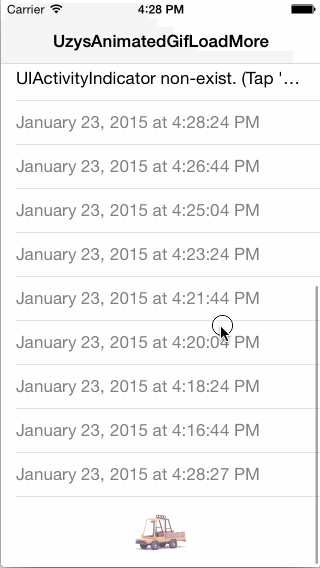 Carrier 4:28 PM
UzysAnimatedGifLoadMore
UIActivityIndicator non-exist. (Tap '...
January 23, 2015 at 4:28:24 PM
January 23, 2015 at 4:26:44 PM
January 23, 2015 at 4:25:04 PM
January 23, 2015 at 4:23:24 PM
January 23, 2015 at 4:21:44 PM
January 23, 2015 at 4:20:04 PM
January 23, 2015 at 4:18:24 PM
January 23, 2015 at 4:16:44 PM
January 23, 2015 at 4:28:27 PM